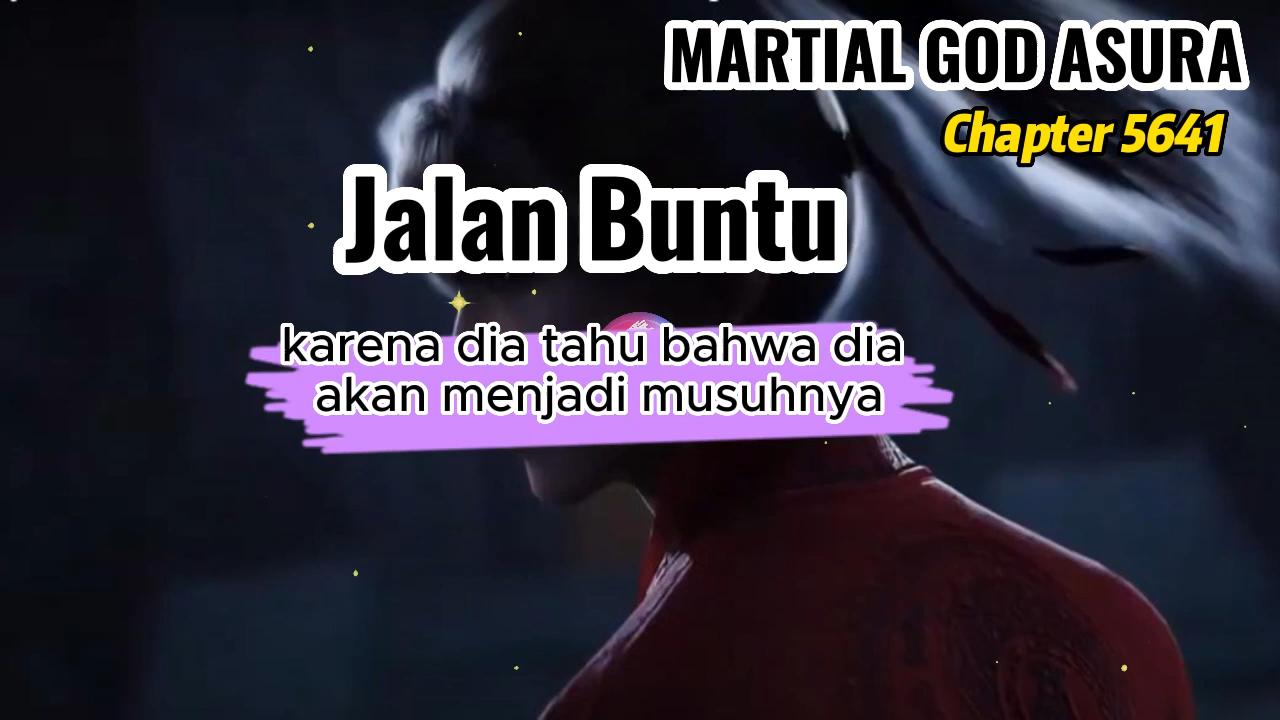 MARTIAL GOD ASURA
Chapter 5641
Jalan Buntu
karena dia tahu bahwa dia
akan menjadi musuhnya